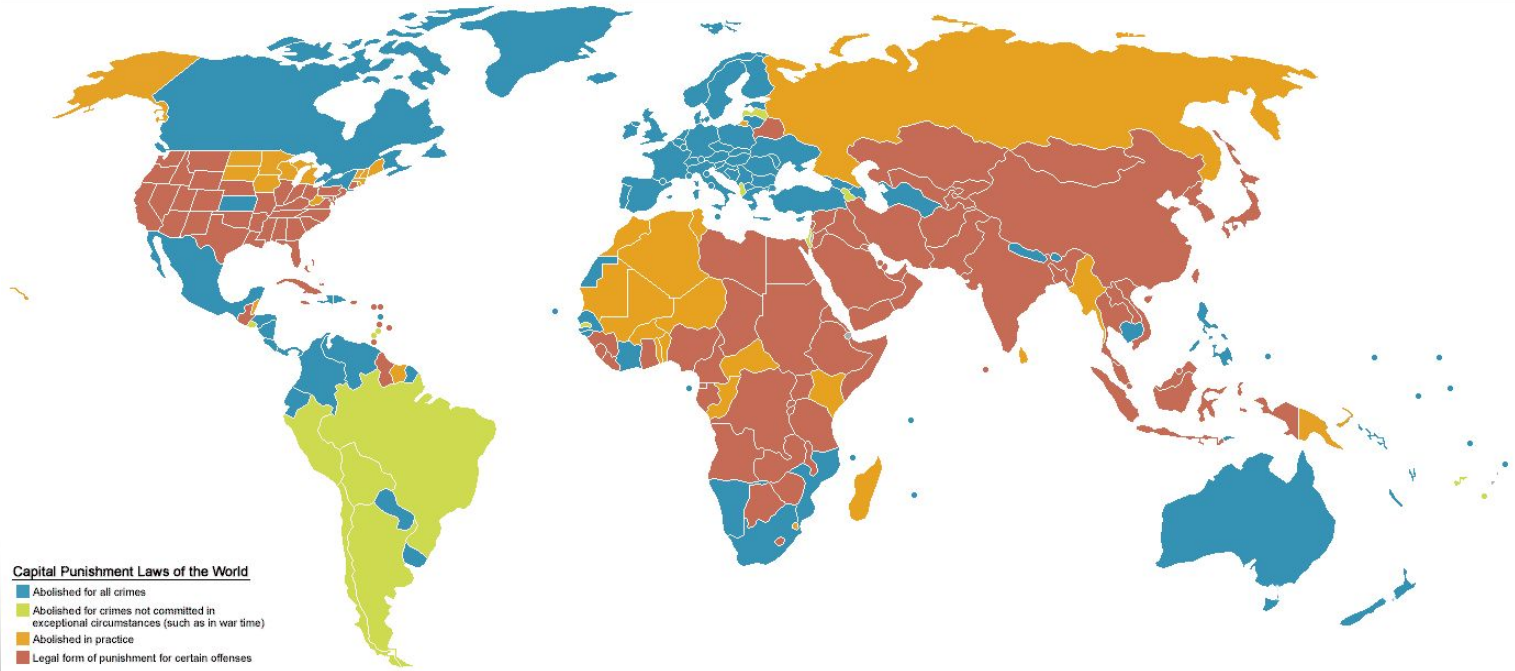 Capital Punishment Laws of the World
Abolished for all crimes
Abolished for crimes not committed in
exceptional circumstances (such as in war time)
Abolished in practice
Legal form of punishment for certain offenses